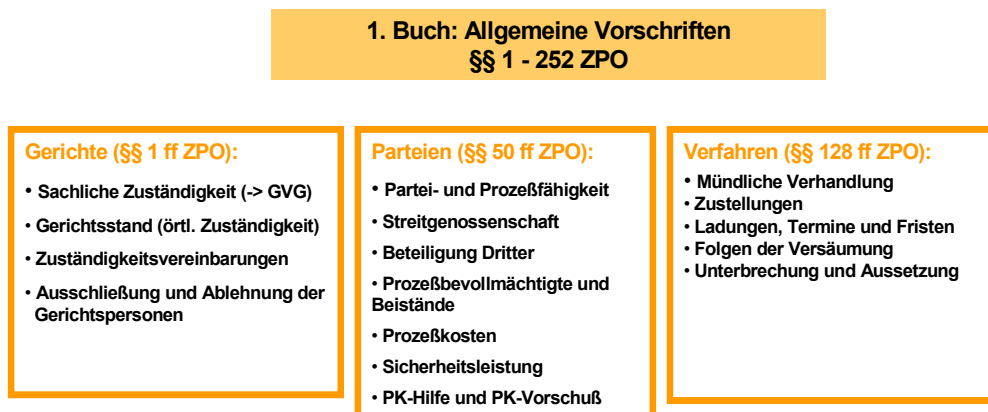 1. Buch: Allgemeine Vorschriften
§§ 1 - 252 ZPO
Gerichte (§§ 1 ff ZPO):
• Sachliche Zuständigkeit (-> GVG)
• Gerichtsstand (örtl. Zuständigkeit)
• Zuständigkeitsvereinbarungen
• Ausschließung und Ablehnung der
Gerichtspersonen
Parteien (§§ 50 ff ZPO):
• Partei- und Prozeßfähigkeit
• Streitgenossenschaft
• Beteiligung Dritter
• Prozeßbevollmächtigte und
Beistände
• Prozeßkosten
• Sicherheitsleistung
• PK-Hilfe und PK-Vorschuß
Verfahren (§§ 128 ff ZPO):
• Mündliche Verhandlung
• Zustellungen
• Ladungen, Termine und Fristen
• Folgen der Versäumung
• Unterbrechung und Aussetzung